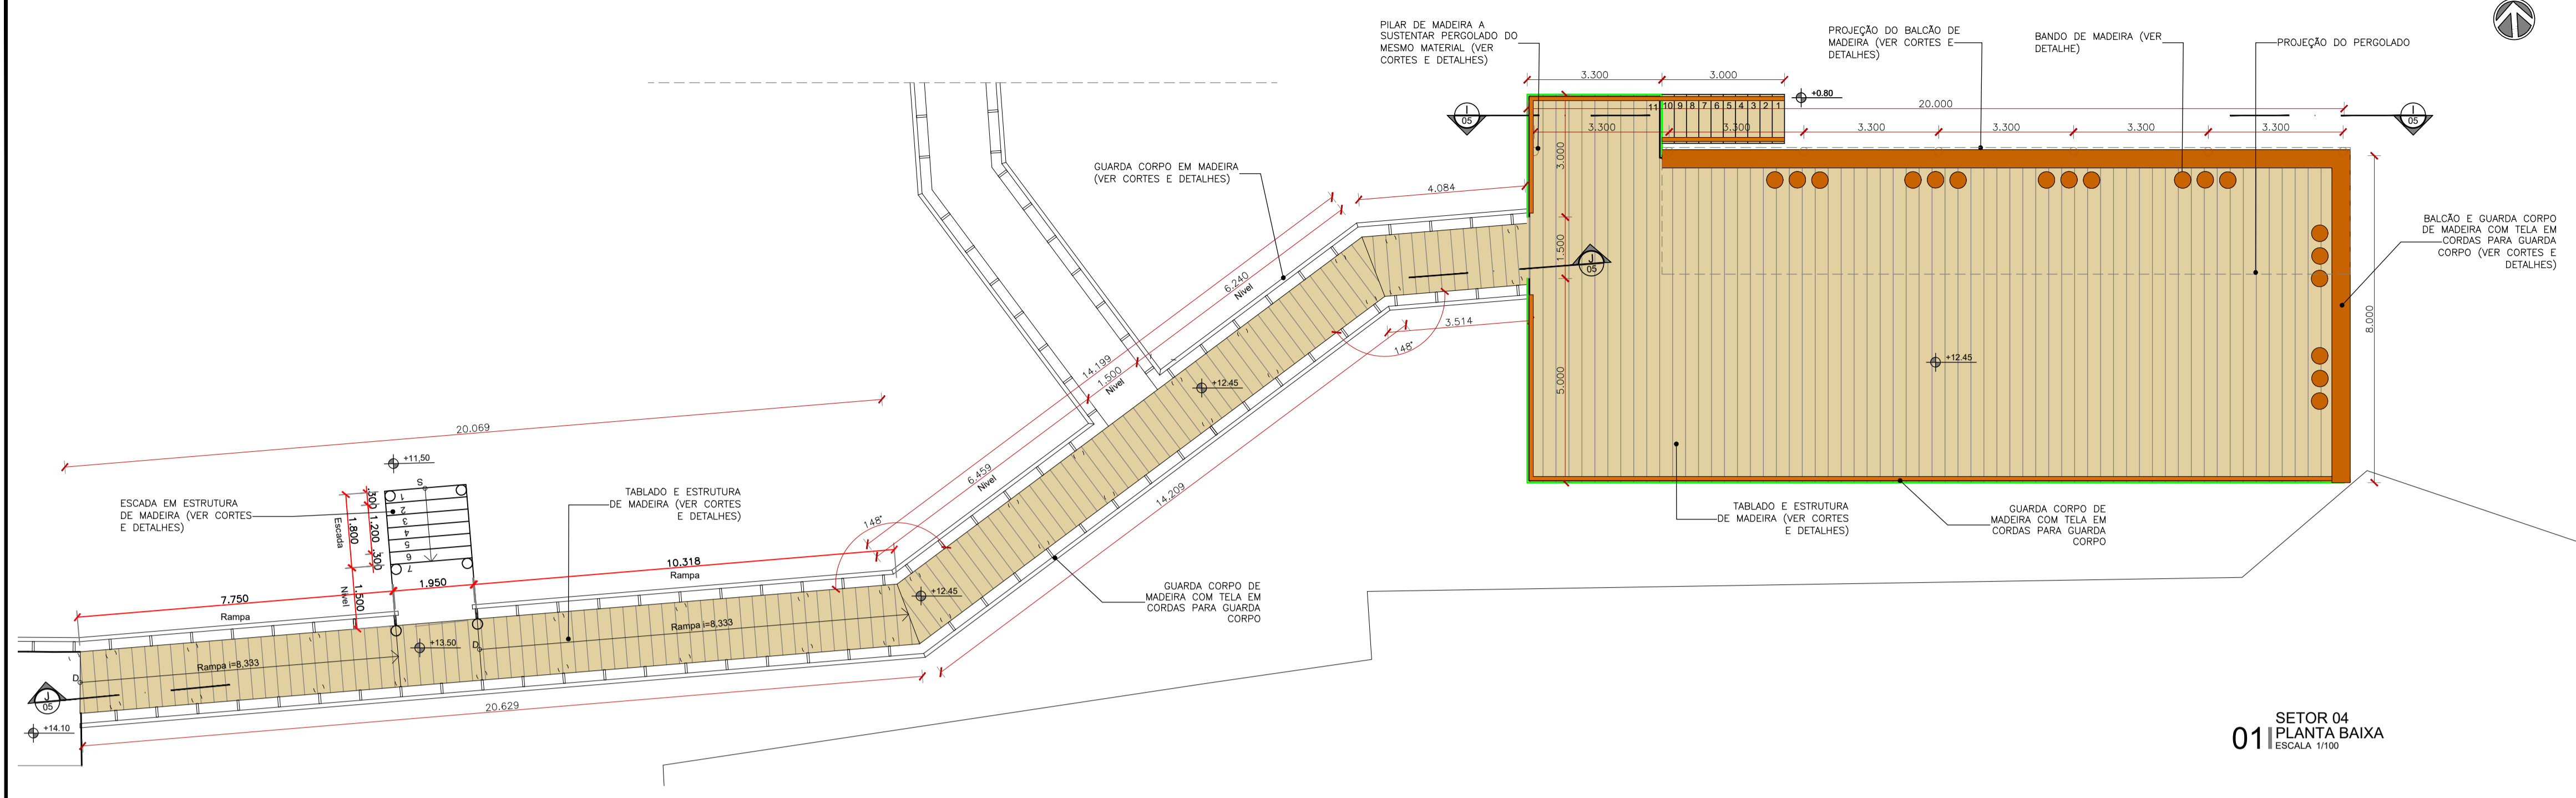 PILAR DE MADEIRA A
SUSTENTAR PERGOLADO DO
MESMO MATERIAL (VER
CORTES E DETALHES)
PROJEÇÃO DO BALCÃO DE
MADEIRA (VER CORTES E
DETALHES)
BANDO DE MADEIRA (VER
DETALHE)
PROJEÇÃO DO PERGOLADO
3.300
3.000
+0.80
20.000
I
05
I
05
11 10 9 8 7 6 5 4 3 2 1
3.300
3.300
3.300
3.300
3.300
3.300
3.000
1.500
5.000
8.000
GUARDA CORPO EM MADEIRA
(VER CORTES E DETALHES)
4.084
6.240
Nível
14.199
1.500
Nível
+12.45
3.514
148°
J
05
+12.45
BALCÃO E GUARDA CORPO
DE MADEIRA COM TELA EM
CORDAS PARA GUARDA
CORPO (VER CORTES E
DETALHES)
20.069
6.459
Nível
14.209
+11,50
ESCADA EM ESTRUTURA
DE MADEIRA (VER CORTES
E DETALHES)
S
1
2
3
4
5
6
7
.300
1.200
.300
1.800
Escada
1.500
Nível
TABLADO E ESTRUTURA
DE MADEIRA (VER CORTES
E DETALHES)
148°
TABLADO E ESTRUTURA
DE MADEIRA (VER CORTES
E DETALHES)
GUARDA CORPO DE
MADEIRA COM TELA EM
CORDAS PARA GUARDA
CORPO
10.318
Rampa
1.950
7.750
Rampa
+12.45
GUARDA CORPO DE
MADEIRA COM TELA EM
CORDAS PARA GUARDA
CORPO
Rampa i=8,333
+13.50
D
Rampa i=8,333
D
J
05
+14.10
20.629
01
SETOR 04
PLANTA BAIXA
ESCALA 1/100